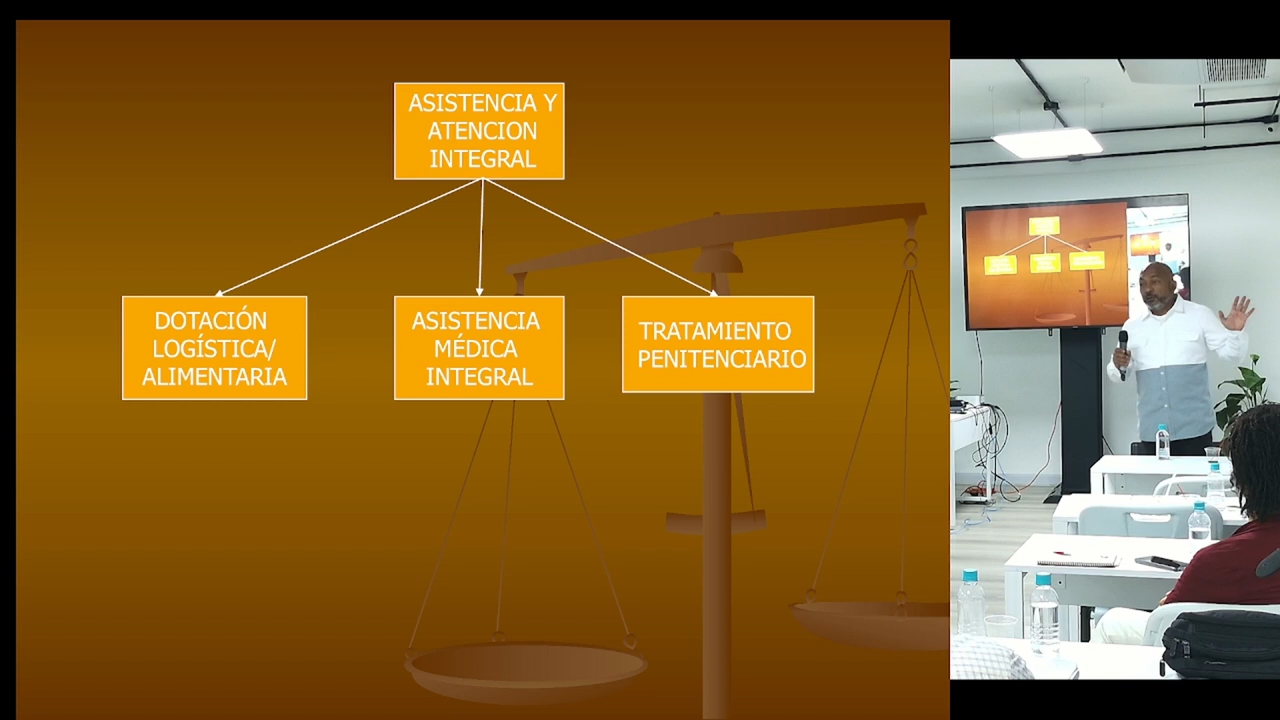 ASISTENCIA Y
ATENCION
INTEGRAL
DOTACIÓN
LOGÍSTICA/
ALIMENTARIA
ASISTENCIA
MÉDICA
INTEGRAL
TRATAMIENTO
PENITENCIARIO